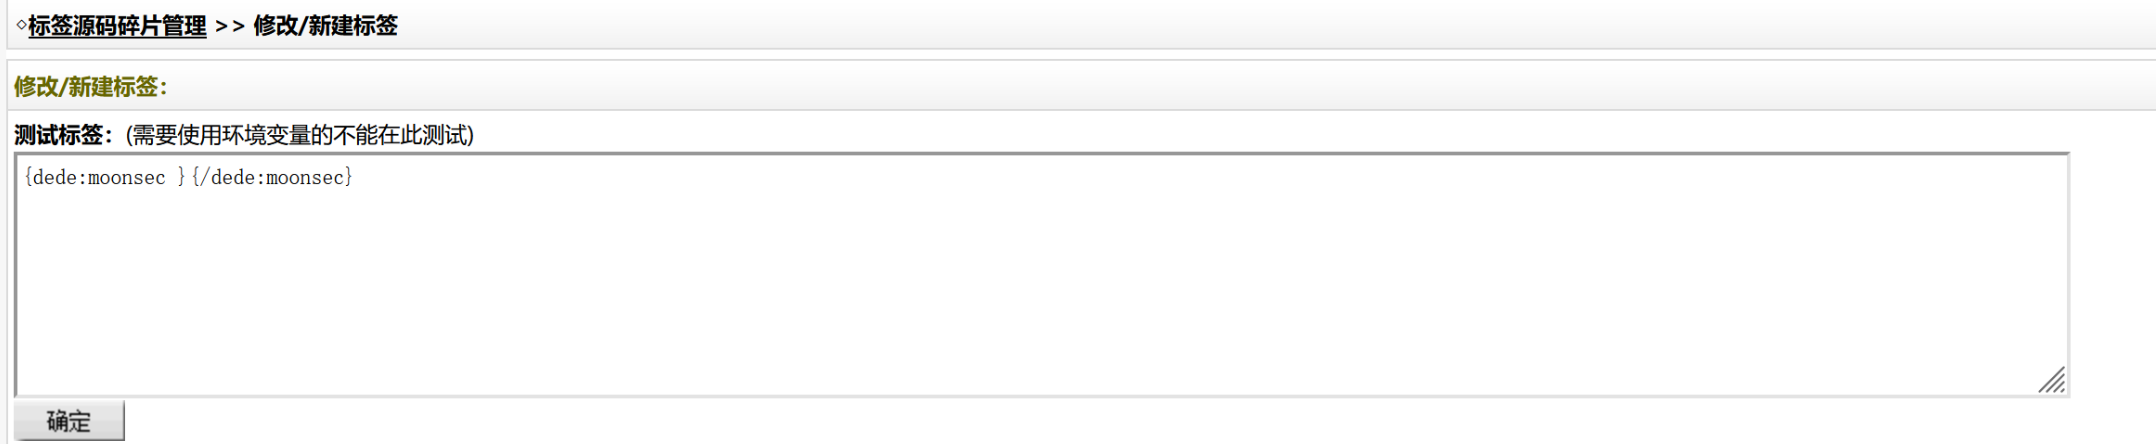 ◇标签源码碎片管理 >> 修改/新建标签
修改/新建标签：
测试标签：(需要使用环境变量的不能在此测试)
{dede:moonsec }{/dede:moonsec}
确定